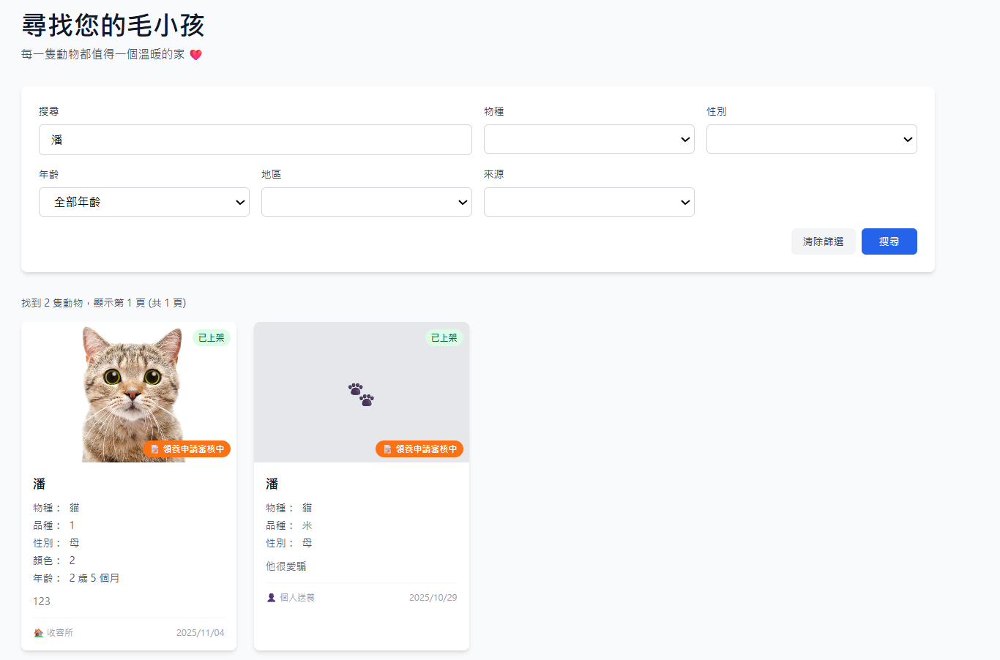 尋找您的毛小孩
每一隻動物都值得一個溫暖的家
搜尋
物種
性別
潘
年齡
地區
來源
全部年齡
清除篩選
搜尋
找到 2 隻動物，顯示第 1 頁 (共 1 頁)
已上架
領養申請審核中
潘
物種： 貓
品種： 1
性別： 母
顏色： 2
年齡： 2 歲 5 個月
123
收容所
2025/11/04
已上架
領養申請審核中
潘
物種： 貓
品種： 米
性別： 母
他很愛騙
個人送養
2025/10/29